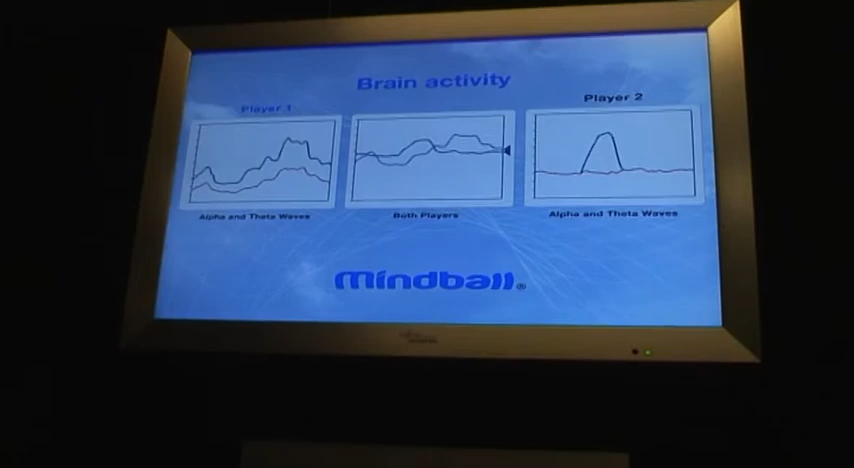 Brain activity
Player 1
Player 2
Alpha and Theta Waves
Both Players
Alpha and Theta Waves
Mindball®